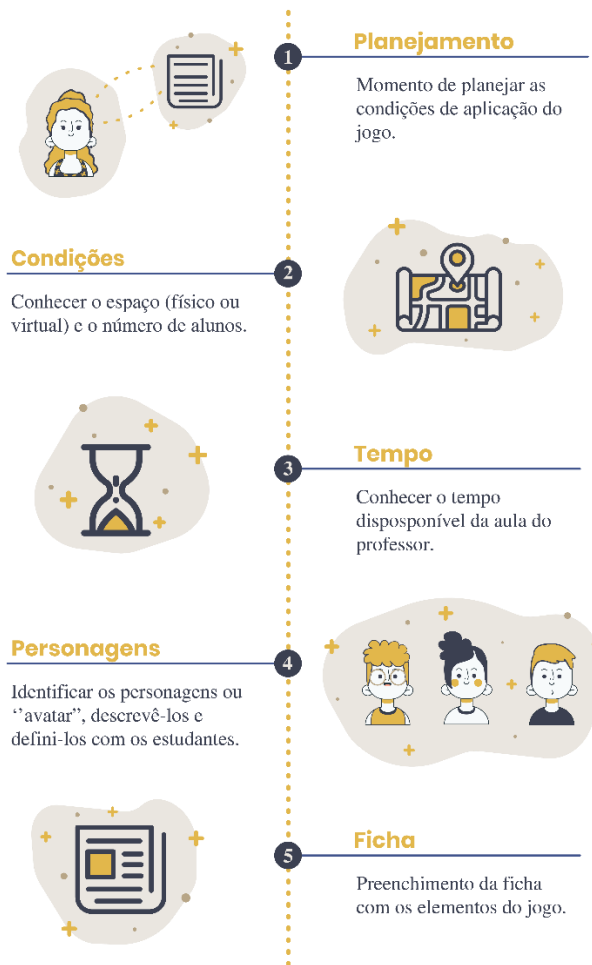 1
Planejamento
Momento de planejar as
condições de aplicação do
jogo.
Condições
2
Conhecer o espaço (físico ou
virtual) e o número de alunos.
3
Tempo
Conhecer o tempo
disposponível da aula do
professor.
Personagens
4
Identificar os personagens ou
‘’avatar”, descrevê-los e
defini-los com os estudantes.
5
Ficha
Preenchimento da ficha
com os elementos do jogo.